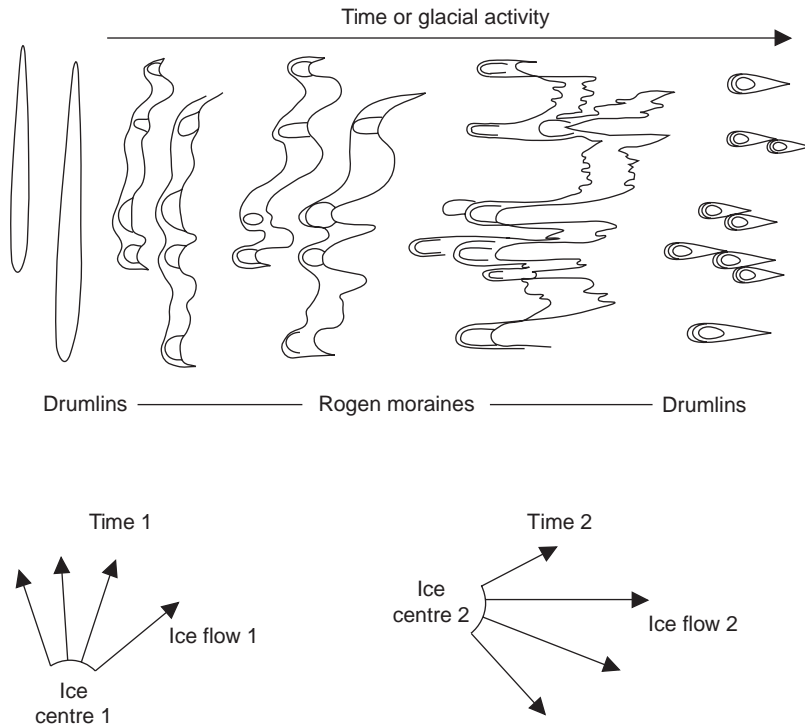 Time or glacial activity
Drumlins
Rogen moraines
Drumlins
Time 1
Ice flow 1
Ice
centre 1
Time 2
Ice
centre 2
Ice flow 2